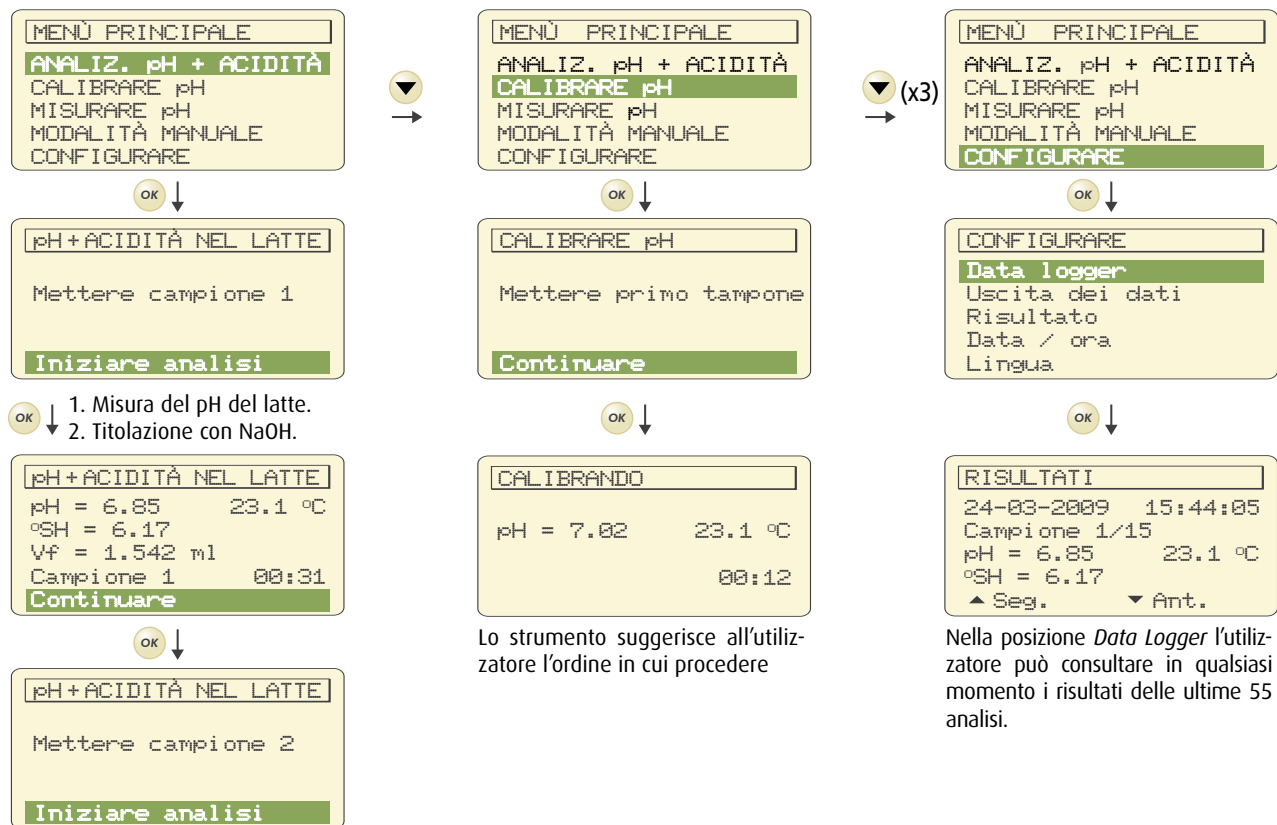 MENÙ PRINCIPALE
ANALIZ. pH + ACIDITÀ
CALIBRARE pH
MISURARE pH
MODALITÀ MANUALE
CONFIGURARE
OK
pH+ACIDITÀ NEL LATTE
Mettere campione 1
Iniziare analisi
OK
1. Misura del pH del latte.
2. Titolazione con NaOH.
pH+ACIDITÀ NEL LATTE
pH = 6.85 23.1 ºC
ºSH = 6.17
Vf = 1.542 ml
Campione 1 00:31
Continuare
OK
pH+ACIDITÀ NEL LATTE
Mettere campione 2
Iniziare analisi
MENÙ PRINCIPALE
ANALIZ. pH + ACIDITÀ
CALIBRARE pH
MISURARE pH
MODALITÀ MANUALE
CONFIGURARE
OK
CALIBRARE pH
Mettere primo tampone
Continuare
OK
CALIBRANDO
pH = 7.02 23.1 ºC
00:12
Lo strumento suggerisce all'utiliz-
zatore l'ordine in cui procedere
(x3)
MENÙ PRINCIPALE
ANALIZ. pH + ACIDITÀ
CALIBRARE pH
MISURARE pH
MODALITÀ MANUALE
CONFIGURARE
OK
CONFIGURARE
Data logger
Uscita dei dati
Risultato
Data / ora
Lingua
OK
RISULTATI
24-03-2009 15:44:05
Campione 1/15
pH = 6.85 23.1 ºC
ºSH = 6.17
▲ Seg. ▼ Ant.
Nella posizione Data Logger l'utiliz-
zatore può consultare in qualsiasi
momento i risultati delle ultime 55
analisi.